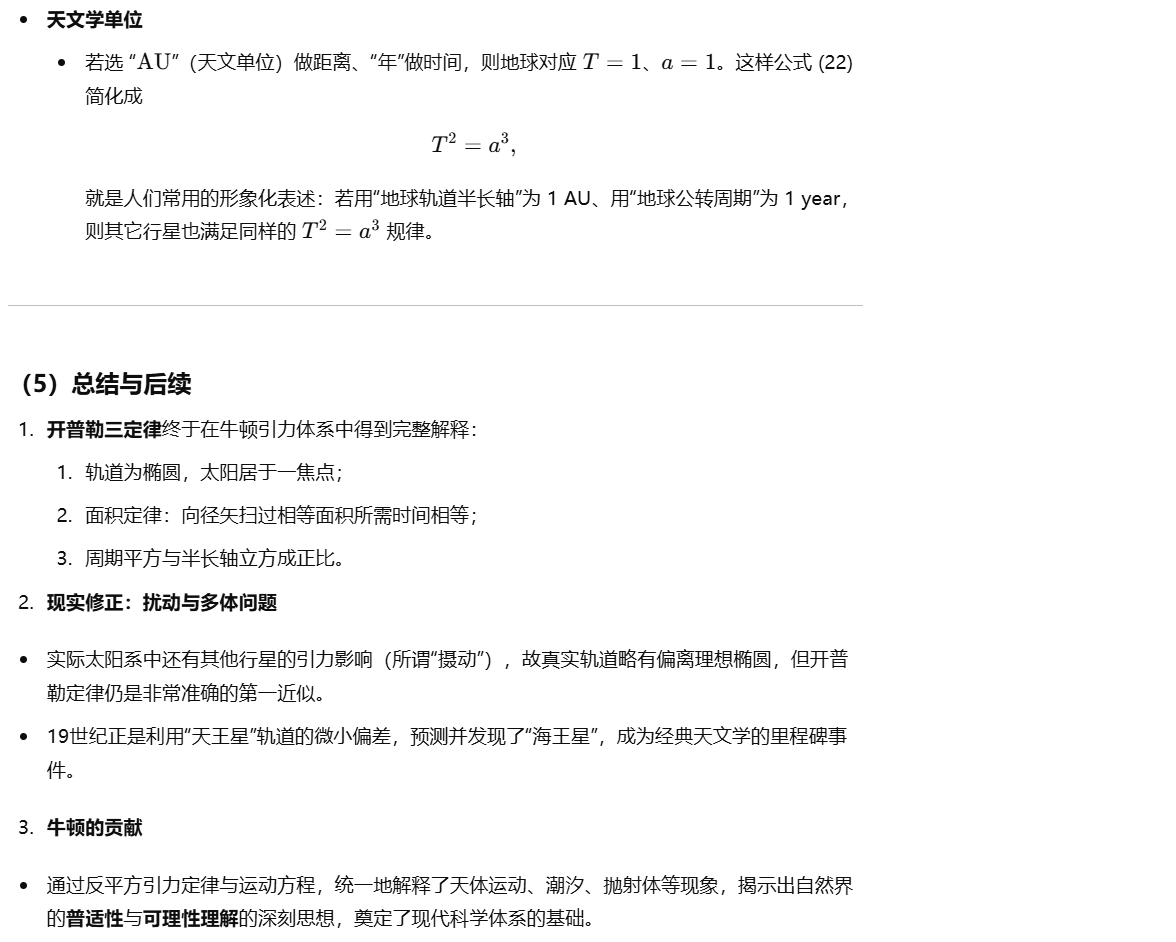 • 天文学单位
• 若选 “AU”（天文单位）做距离、“年”做时间，则地球对应 T = 1、a = 1。这样公式 (22)
简化成
T² = a³,
就是人们常用的形象化表述：若用“地球轨道半长轴”为 1 AU、用“地球公转周期”为 1 year，
则其它行星也满足同样的 T² = a³ 规律。
（5）总结与后续
1. 开普勒三定律终于在牛顿引力体系中得到完整解释：
1. 轨道为椭圆，太阳居于一焦点；
2. 面积定律：向径矢扫过相等面积所需时间相等；
3. 周期平方与半长轴立方成正比。
2. 现实修正：扰动与多体问题
• 实际太阳系中还有其他行星的引力影响（所谓“摄动”），故真实轨道略有偏离理想椭圆，但开普
勒定律仍是非常准确的第一近似。
• 19世纪正是利用“天王星”轨道的微小偏差，预测并发现了“海王星”，成为经典天文学的里程碑事
件。
3. 牛顿的贡献
• 通过反平方引力定律与运动方程，统一地解释了天体运动、潮汐、抛射体等现象，揭示出自然界
的普适性与可理性理解的深刻思想，奠定了现代科学体系的基础。